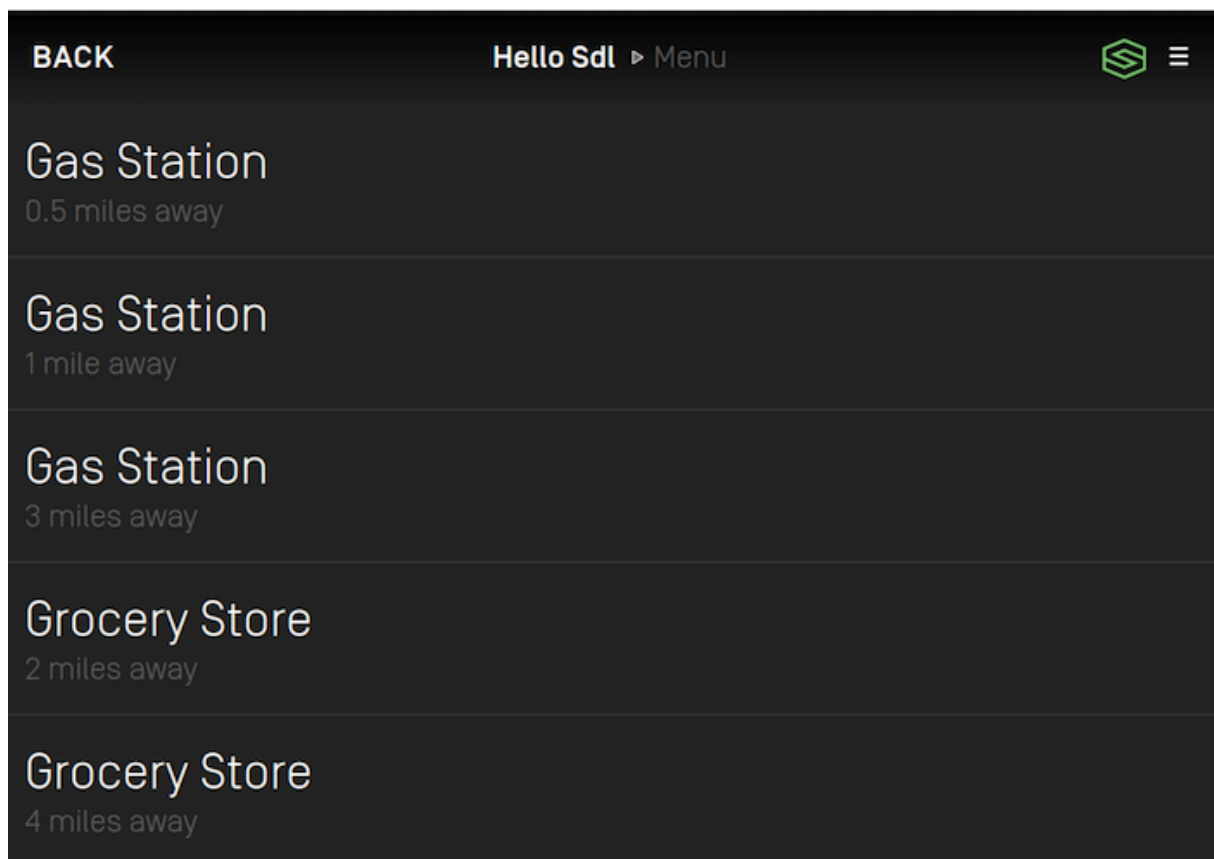 BACK Hello Sdl Menu
Gas Station
0.5 miles away
Gas Station
1 mile away
Gas Station
3 miles away
Grocery Store
2 miles away
Grocery Store
4 miles away